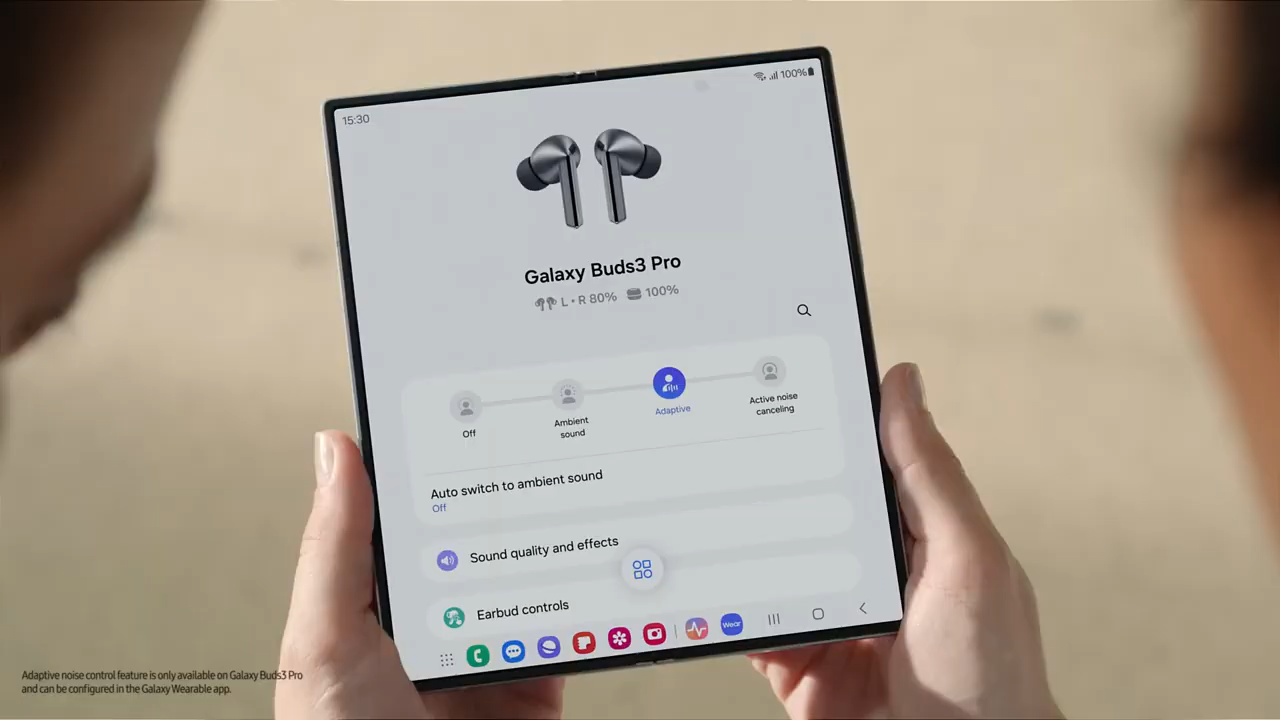 15:30
100%
Galaxy Buds3 Pro
L • R 80% 100%
Off
Ambient
sound
Adaptive
Active noise
canceling
Auto switch to ambient sound
Off
Sound quality and effects
Earbud controls
Wear
Adaptive noise control feature is only available on Galaxy Buds3 Pro
and can be configured in the Galaxy Wearable app.